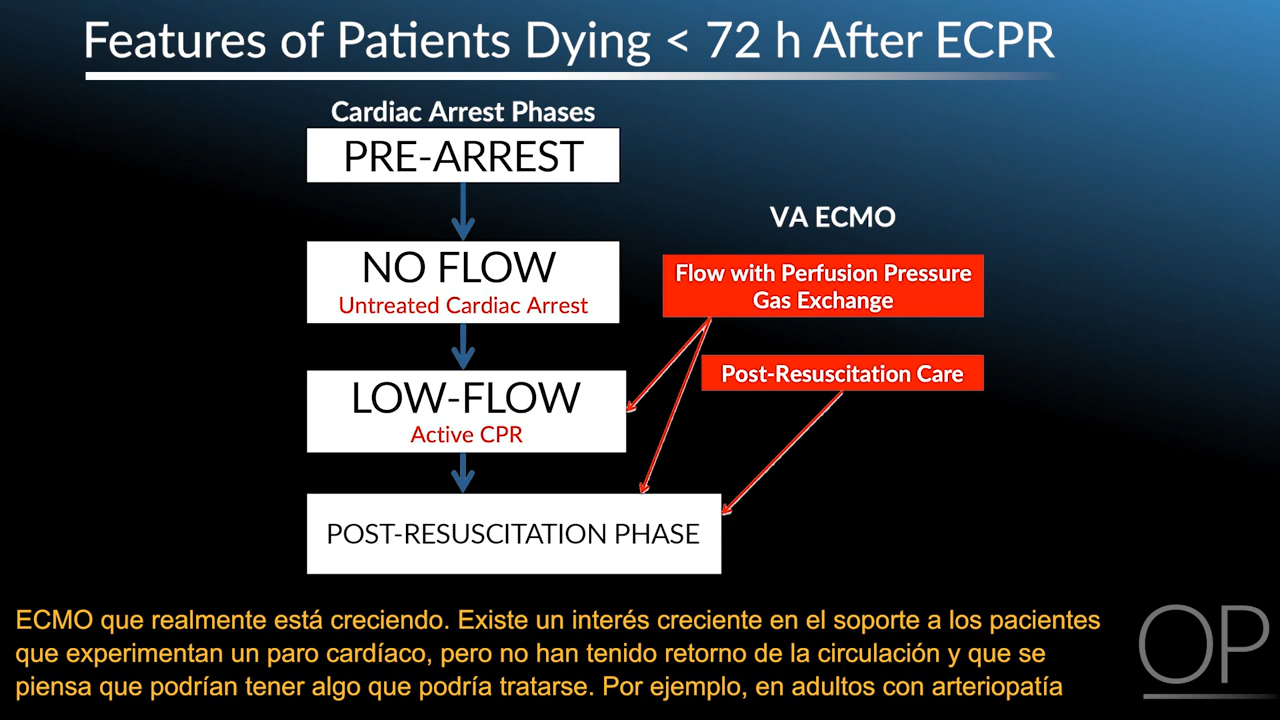 Features of Patients Dying < 72 h After ECPR
Cardiac Arrest Phases
PRE-ARREST
VA ECMO
NO FLOW
Untreated Cardiac Arrest
Flow with Perfusion Pressure
Gas Exchange
Post-Resuscitation Care
LOW-FLOW
Active CPR
POST-RESUSCITATION PHASE
ECMO que realmente está creciendo. Existe un interés creciente en el soporte a los pacientes
que experimentan un paro cardíaco, pero no han tenido retorno de la circulación y que se
piensa que podrían tener algo que podría tratarse. Por ejemplo, en adultos con arteriopatía
OP